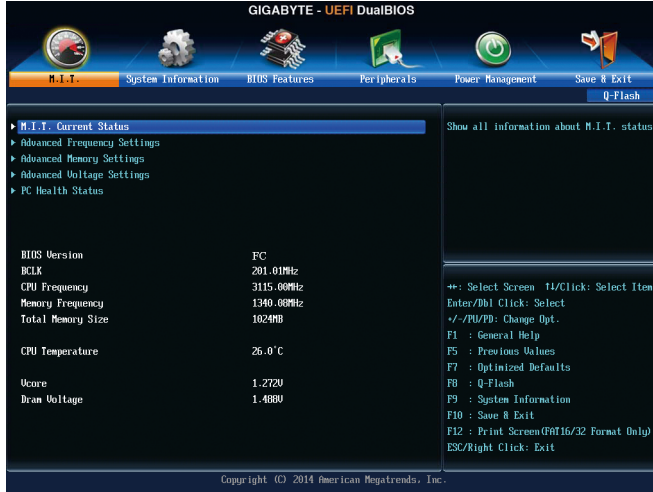 GIGABYTE - UEFI DualBIOS
M.I.T.
System Information
BIOS Features
Peripherals
Power Management
Save & Exit
Q-Flash
M.I.T. Current Status
Advanced Frequency Settings
Advanced Memory Settings
Advanced Voltage Settings
PC Health Status
Show all information about M.I.T. status
BIOS Version FC
BCLK 201.01MHz
CPU Frequency 3115.00MHz
Memory Frequency 1340.08MHz
Total Memory Size 1024MB
CPU Temperature 26.0°C
Vcore 1.272V
Dram Voltage 1.488V
→←: Select Screen ↑↓/Click: Select Item
Enter/Dbl Click: Select
+/-/PU/PD: Change Opt.
F1 : General Help
F5 : Previous Values
F7 : Optimized Defaults
F8 : Q-Flash
F9 : System Information
F10 : Save & Exit
F12 : Print Screen(FAT16/32 Format Only)
ESC/Right Click: Exit
Copyright (C) 2014 American Megatrends, Inc.